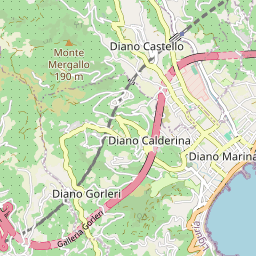 Diano Castello
Monte
Mergallo
190 m
Diano Calderina
Diano Marina
Diano Gorleri
Galleria Gorleri